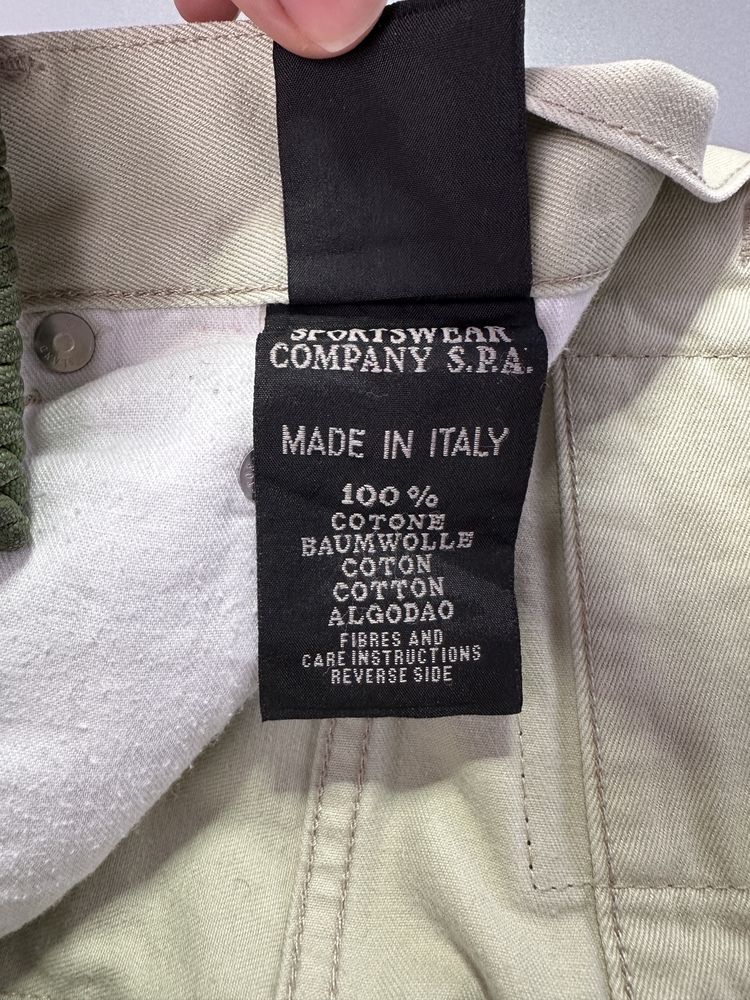 SPORTSWEAR
COMPANY S.P.A.
MADE IN ITALY
100 %
COTONE
BAUMWOLLE
COTON
COTTON
ALGODAO
FIBRES AND
CARE INSTRUCTIONS
REVERSE SIDE